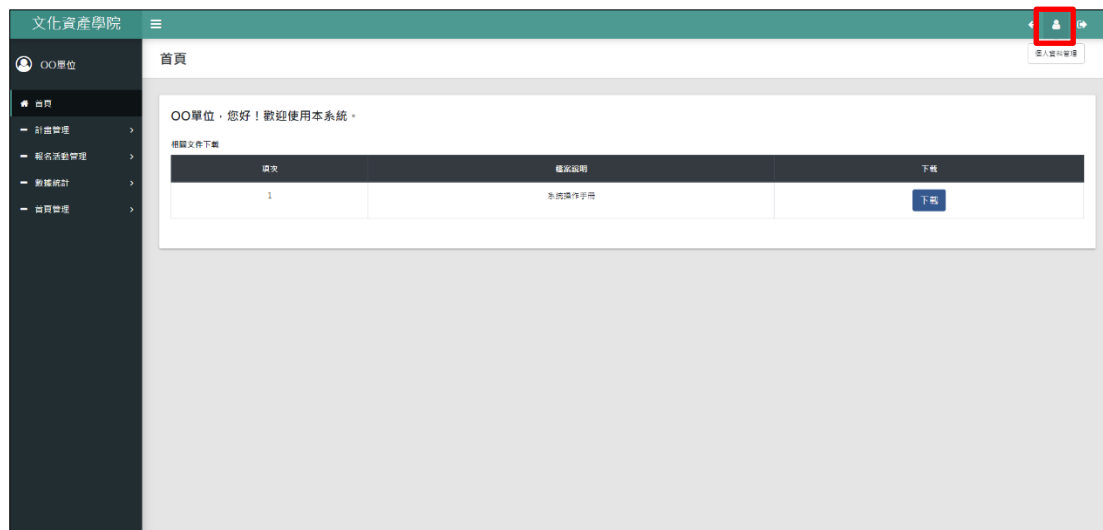 文化資產學院
個人資料管理
OO單位
首頁
首頁
計畫管理
報名活動管理
數據統計
首頁管理
OO單位，您好！歡迎使用本系統。
相關文件下載
項次 檔案說明 下載
1 系統操作手冊 下載